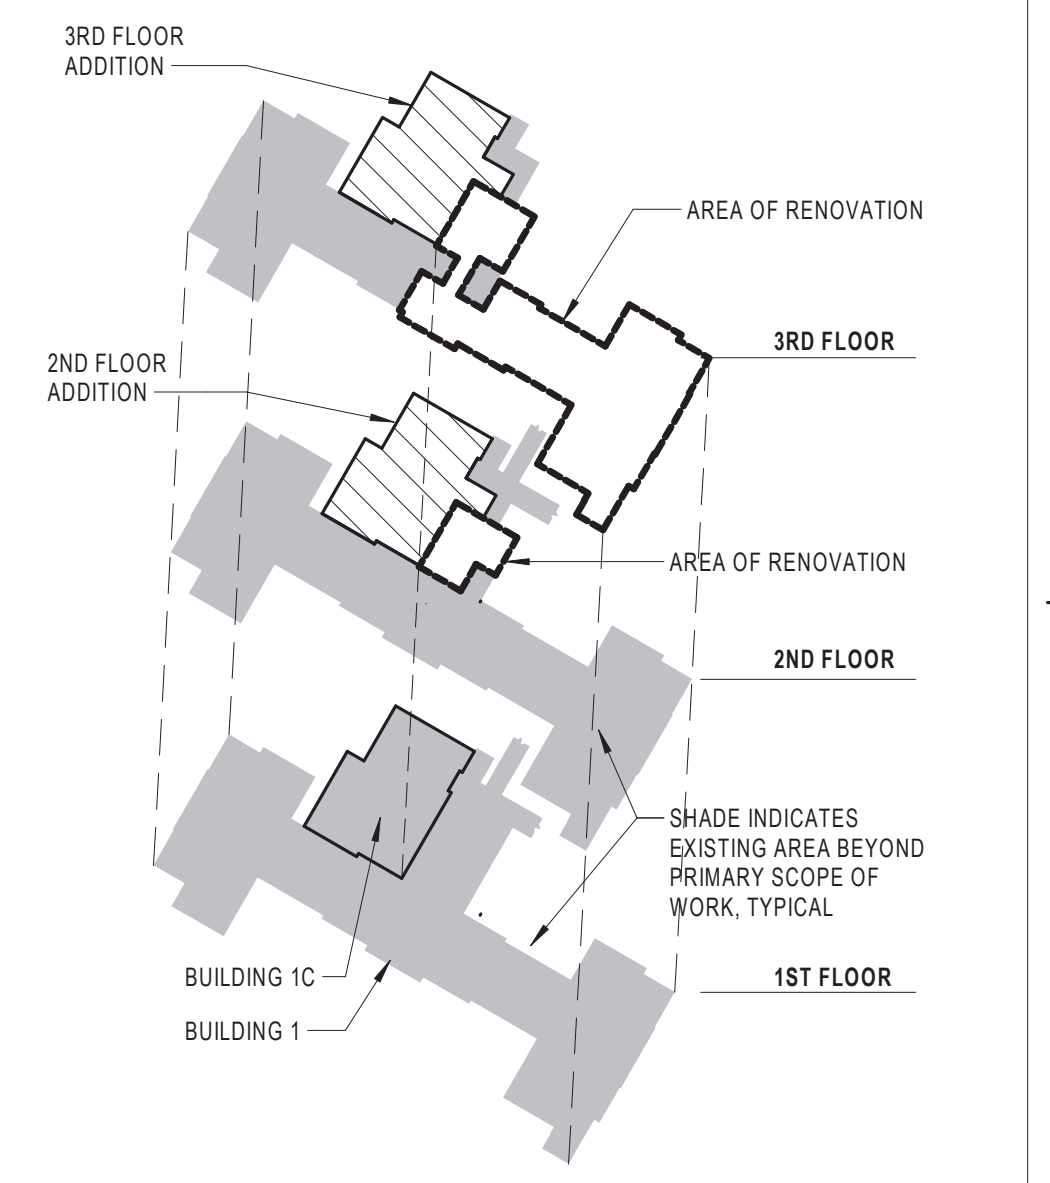 3RD FLOOR
ADDITION
AREA OF RENOVATION
3RD FLOOR
2ND FLOOR
ADDITION
AREA OF RENOVATION
2ND FLOOR
SHADE INDICATES
EXISTING AREA BEYOND
PRIMARY SCOPE OF
WORK, TYPICAL
BUILDING 1C
1ST FLOOR
BUILDING 1